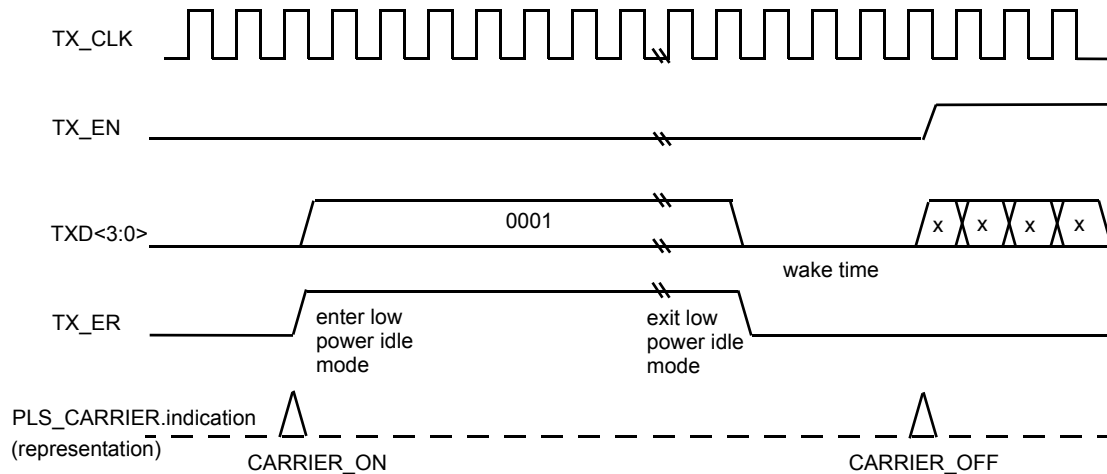 TX_CLK
TX_EN
TXD<3:0>
0001
x x x x
wake time
TX_ER
enter low
power idle
mode
exit low
power idle
mode
PLS_CARRIER.indication
(representation)
CARRIER_ON
CARRIER_OFF